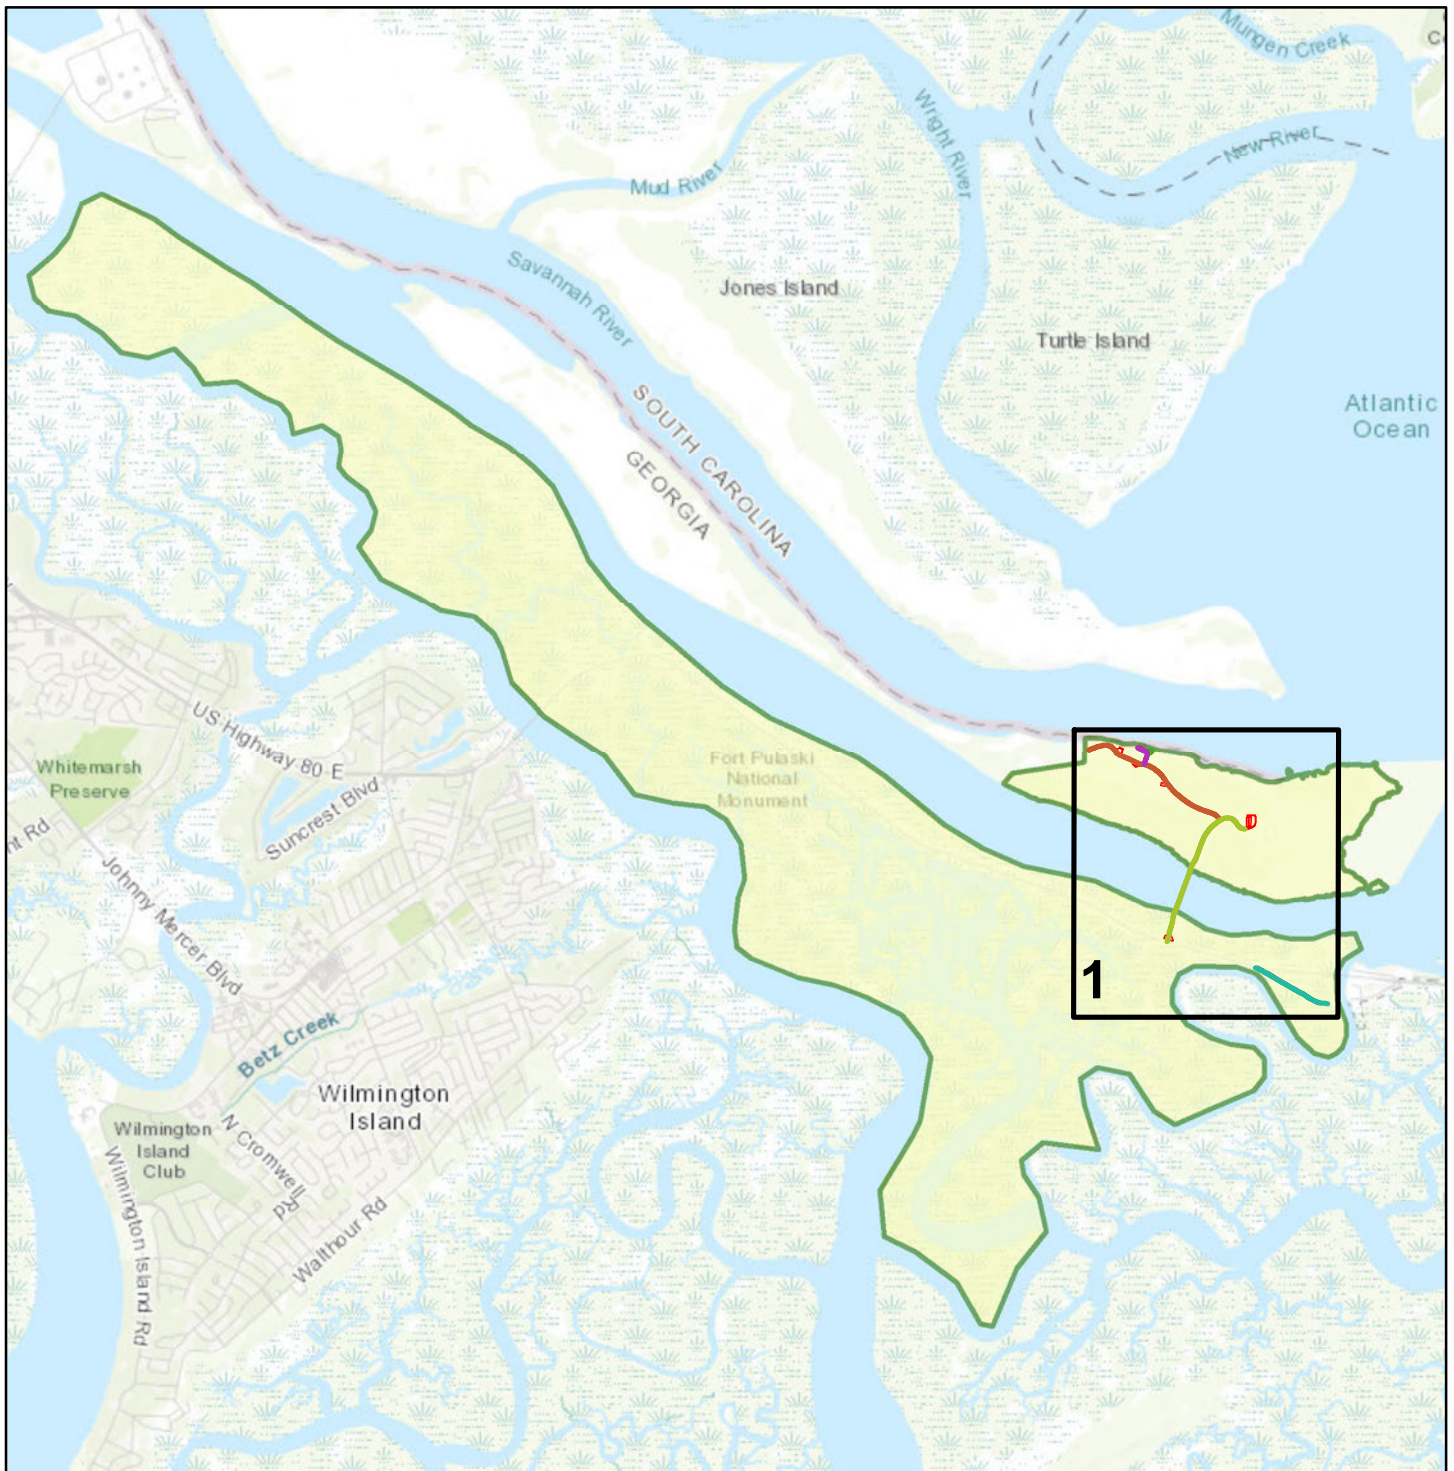 Mungen Creek
Wright River
New River
Mud River
Savannah River
Jones Island
Turtle Island
Atlantic
Ocean
SOUTH CAROLINA
GEORGIA
US Highway 80 E
Whitemarsh
Preserve
Suncrest Blvd
nt Rd
Johnny Mercer Blvd
Fort Pulaski
National
Monument
1
Betz Creek
Wilmington
Island
Wilmington
Island
Club
N Cromwell
Rd
Walthour Rd
Wilmington Island Rd